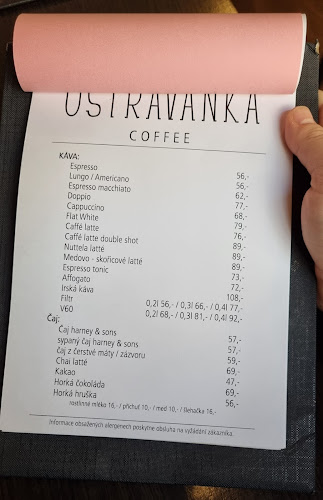 OSTRAVANKA
COFFEE
KÁVA:
Espresso 56,-
Lungo / Americano 56,-
Espresso macchiato 62,-
Doppio 77,-
Cappuccino 68,-
Flat White 79,-
Caffé latte 76,-
Caffé latte double shot 89,-
Nuttela latté 89,-
Medovo - skořicové latté 89,-
Espresso tonic 73,-
Affogato 72,-
Irská káva 108,-
Filtr 0,2l 56,- / 0,3l 66,- / 0,4l 77,-
V60 0,2l 68,- / 0,3l 81,- / 0,4l 92,-
Čaj:
Čaj harney & sons 57,-
sypaný čaj harney & sons 57,-
čaj z čerstvé máty / zázvoru 59,-
Chai latté 69,-
Kakao 47,-
Horká čokoláda 69,-
Horká hruška 56,-
rostlinné mléko 16,- / příchuť 10,- / med 10,- / šlehačka 16,-
Informace obsažených alergenech poskytne obsluha na vyžádání zákazníka.